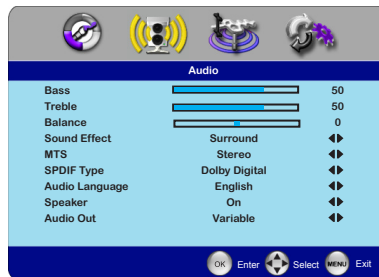 Audio
Bass 50
Treble 50
Balance 0
Sound Effect Surround
MTS Stereo
SPDIF Type Dolby Digital
Audio Language English
Speaker On
Audio Out Variable
OK Enter Select MENU Exit